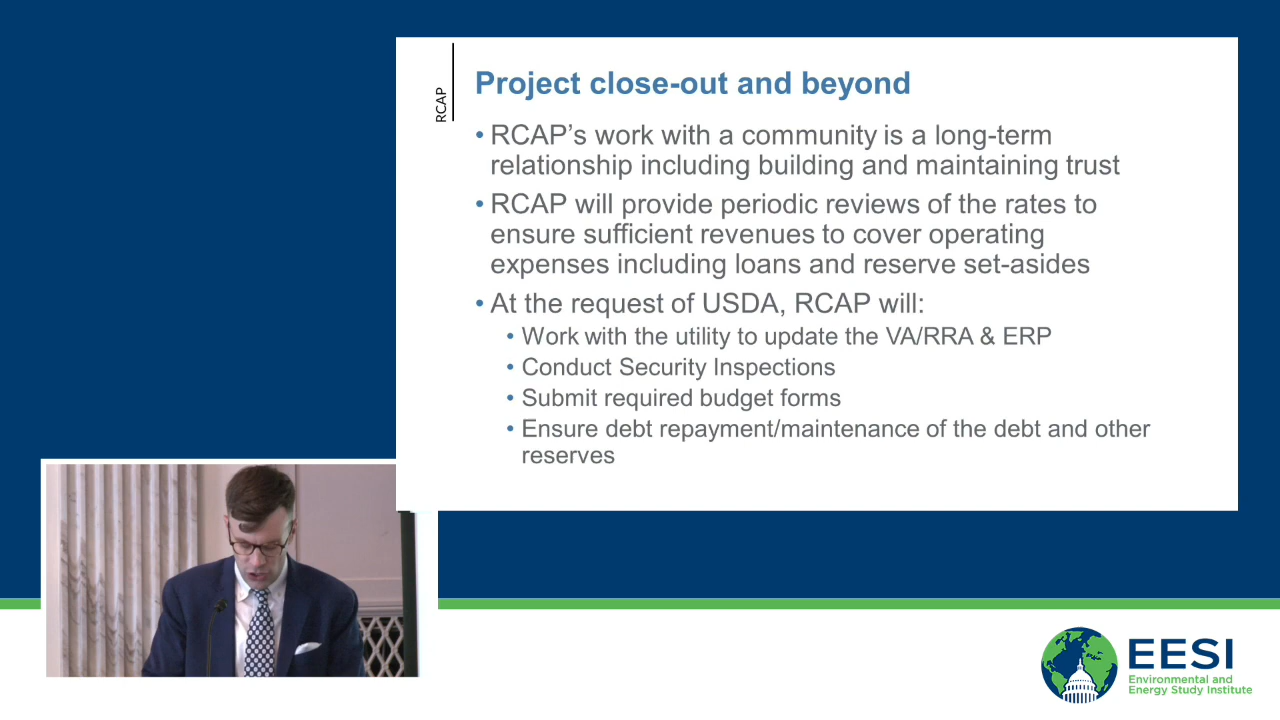 RCAP
Project close-out and beyond
• RCAP’s work with a community is a long-term
relationship including building and maintaining trust
• RCAP will provide periodic reviews of the rates to
ensure sufficient revenues to cover operating
expenses including loans and reserve set-asides
• At the request of USDA, RCAP will:
• Work with the utility to update the VA/RRA & ERP
• Conduct Security Inspections
• Submit required budget forms
• Ensure debt repayment/maintenance of the debt and other
reserves
EESI
Environmental and
Energy Study Institute